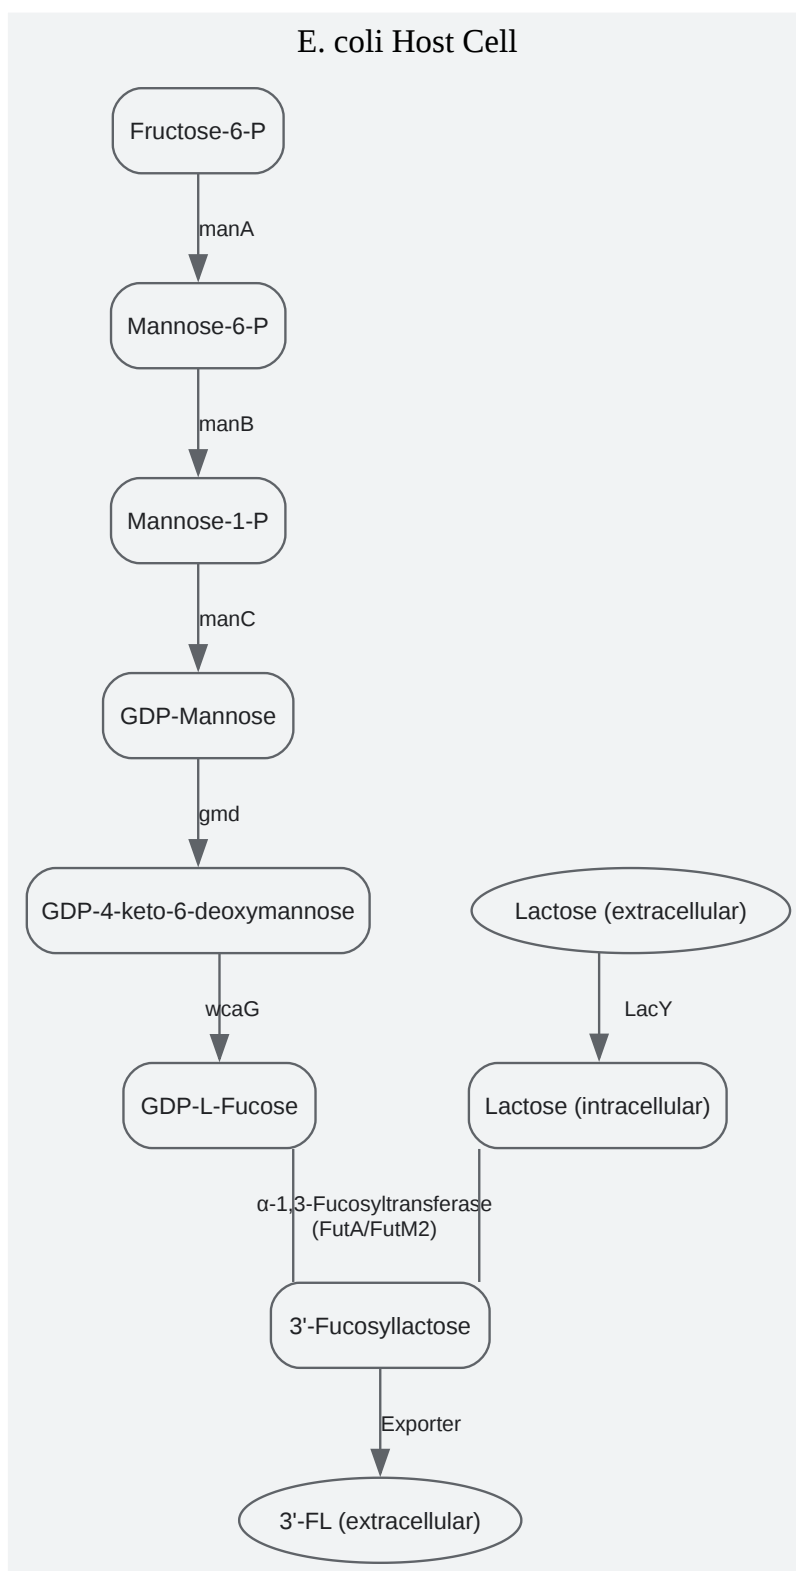 E. coli Host Cell
Fructose-6-P
manA
Mannose-6-P
manB
Mannose-1-P
manC
GDP-Mannose
gmd
GDP-4-keto-6-deoxymannose
Lactose (extracellular)
wcaG
LacY
GDP-L-Fucose
Lactose (intracellular)
α-1,3-Fucosyltransferase
(FutA/FutM2)
3'-Fucosyllactose
Exporter
3'-FL (extracellular)